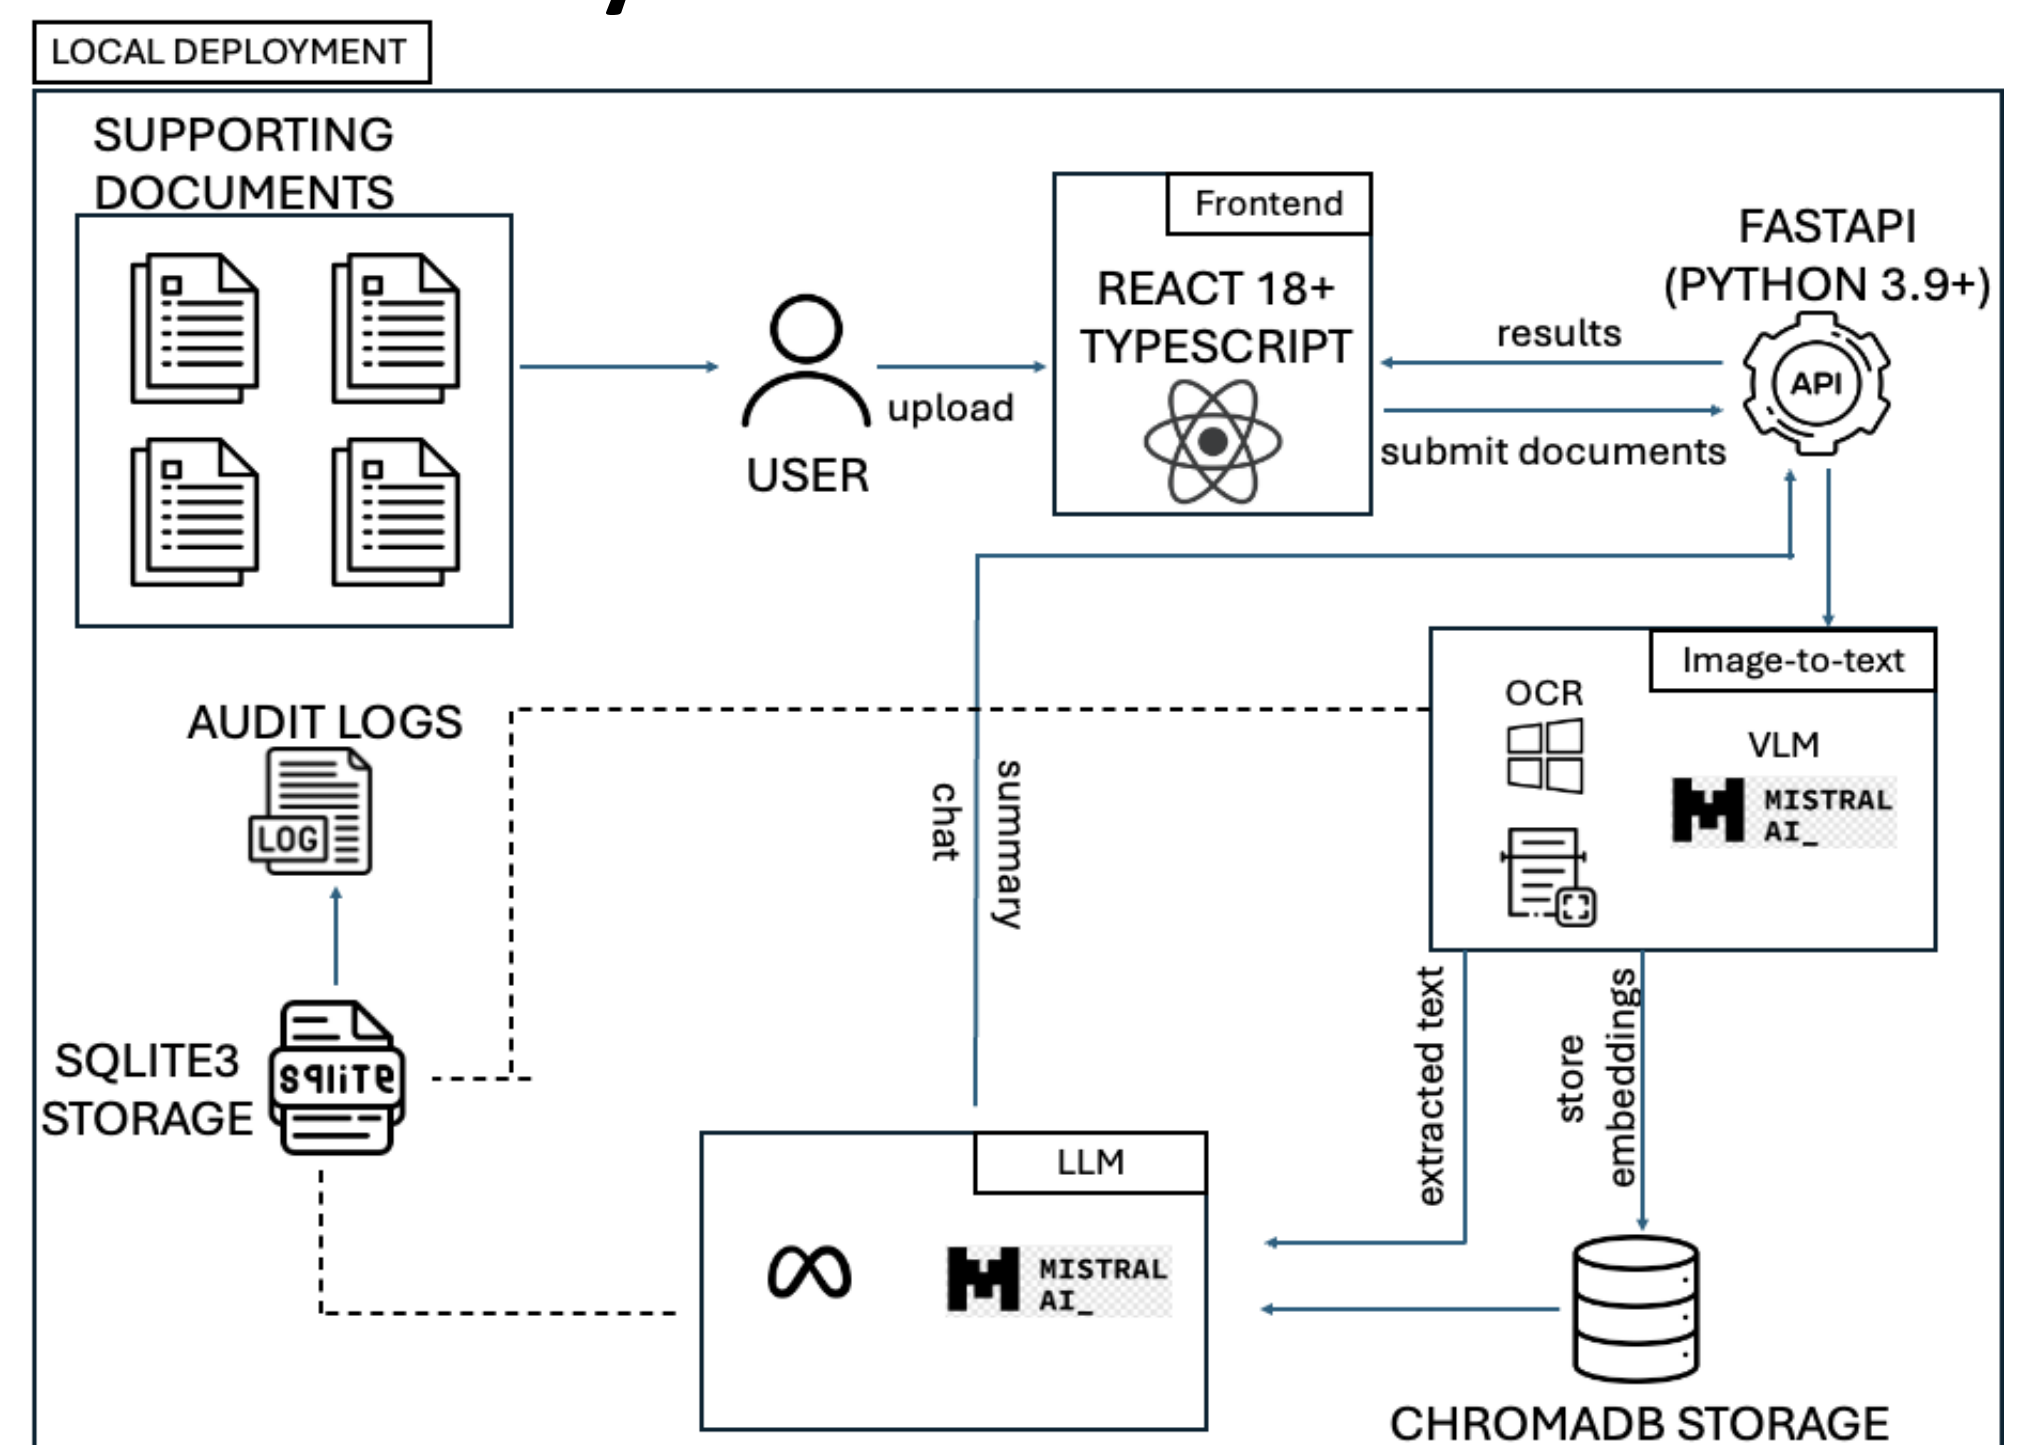 LOCAL DEPLOYMENT
SUPPORTING
DOCUMENTS
USER
upload
Frontend
REACT 18+
TYPESCRIPT
results
submit documents
FASTAPI
(PYTHON 3.9+)
API
Image-to-text
OCR
VLM
MISTRAL
AI_
AUDIT LOGS
LOG
chat
summary
extracted text
store
embeddings
SQLITE3
STORAGE
sqliTe
LLM
MISTRAL
AI_
CHROMADB STORAGE